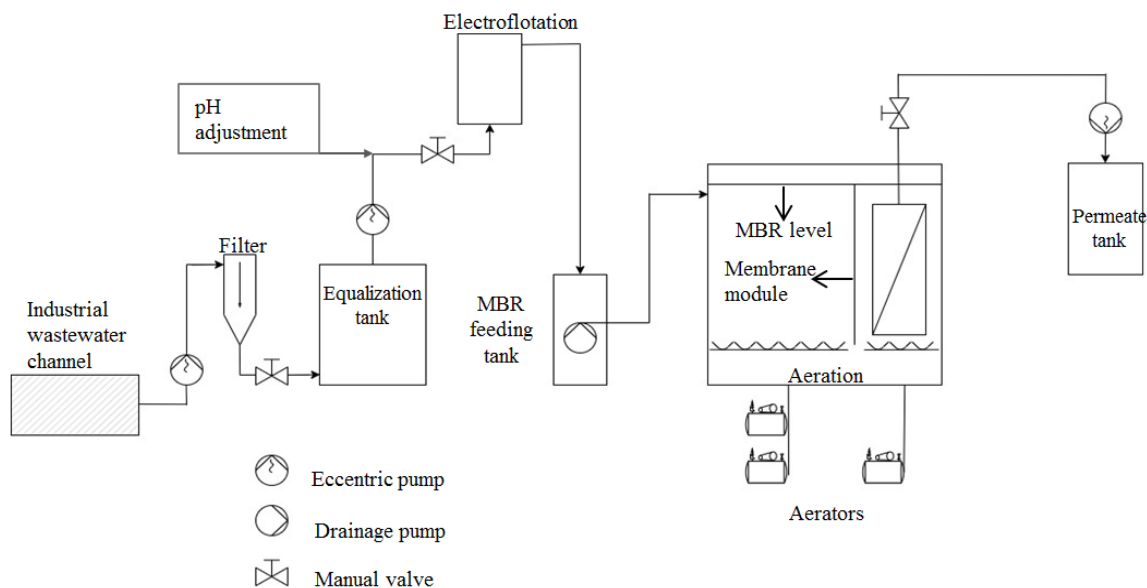 Electroflotation
pH
adjustment
Filter
Equalization
tank
Industrial
wastewater
channel
MBR
feeding
tank
MBR level
Membrane
module
Aeration
Permeate
tank
Aerators
Eccentric pump
Drainage pump
Manual valve